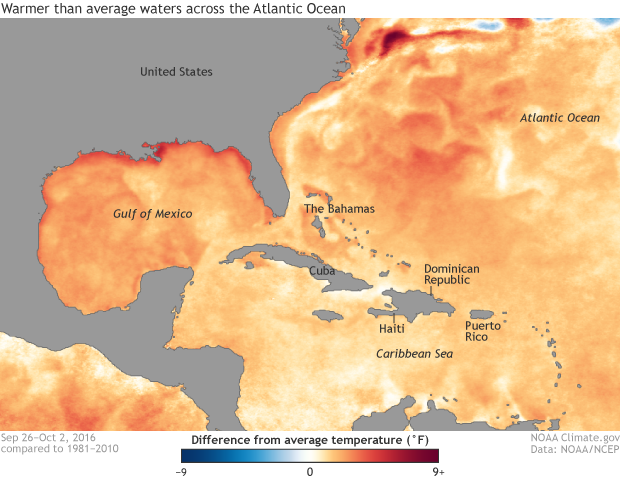 Warmer than average waters across the Atlantic Ocean
United States
Atlantic Ocean
Gulf of Mexico
The Bahamas
Cuba
Dominican
Republic
Haiti
Puerto
Rico
Caribbean Sea
Sep 26–Oct 2, 2016
compared to 1981–2010
Difference from average temperature (°F)
−9
0
9+
NOAA Climate.gov
Data: NOAA/NCEP